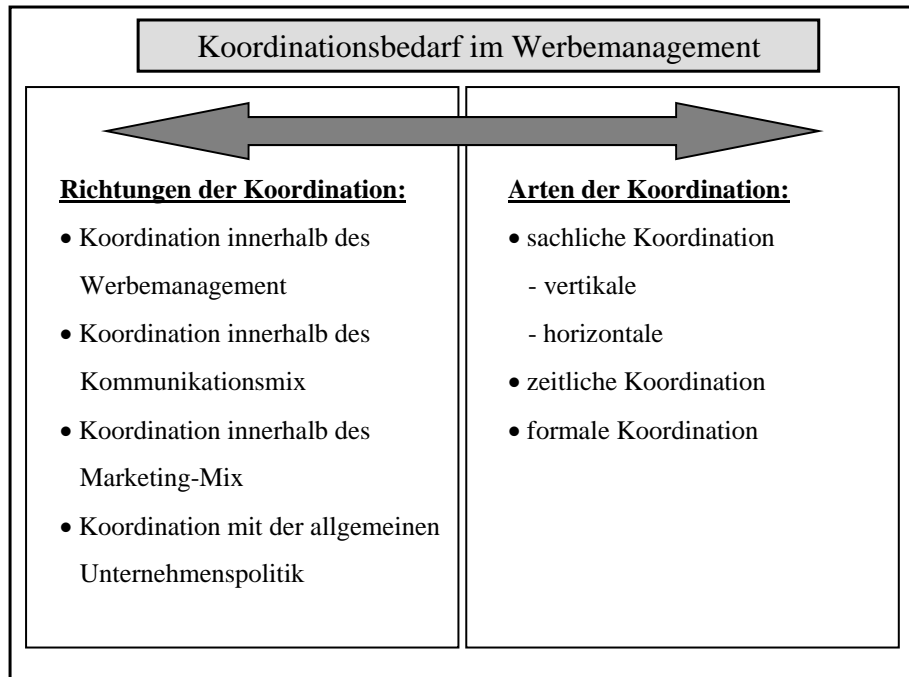 Koordinationsbedarf im Werbemanagement
Richtungen der Koordination:
• Koordination innerhalb des
Werbemanagement
• Koordination innerhalb des
Kommunikationsmix
• Koordination innerhalb des
Marketing-Mix
• Koordination mit der allgemeinen
Unternehmenspolitik
Arten der Koordination:
• sachliche Koordination
- vertikale
- horizontale
• zeitliche Koordination
• formale Koordination